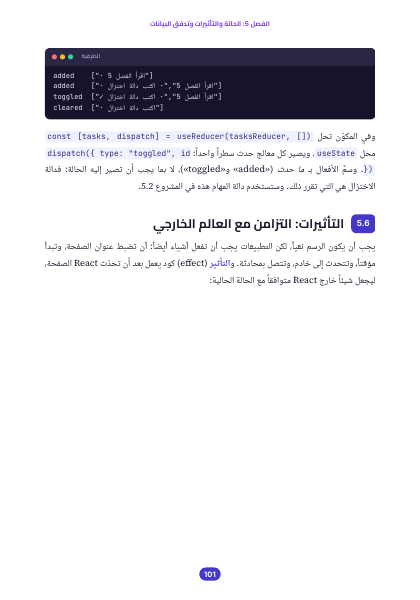 الفصل 5: الحالة والتأثيرات وتدفق البيانات
الطرفية
added    ["· اقرأ الفصل 5"]
added    ["· اقرأ الفصل 5","· اكتب دالة اختزال"]
toggled  ["✓ اقرأ الفصل 5","· اكتب دالة اختزال"]
cleared  ["· اكتب دالة اختزال"]
وفي المكوّن تحل const [tasks, dispatch] = useReducer(tasksReducer, [])
محل useState، ويصير كل معالج حدث سطراً واحداً: dispatch({ type: "toggled", id
}). وسمِّ الأفعال بـ ما حدث («added» و«toggled»)، لا بما يجب أن تصير إليه الحالة؛ فدالة
الاختزال هي التي تقرر ذلك. وستستخدم دالة المهام هذه في المشروع 5.2.
5.6 التأثيرات: التزامن مع العالم الخارجي
يجب أن يكون الرسم نقياً، لكن التطبيقات يجب أن تفعل أشياء أيضاً: أن تضبط عنوان الصفحة، وتبدأ
مؤقتاً، وتتحدث إلى خادم، وتتصل بمحادثة. والتأثير (effect) كود يعمل بعد أن تحدّث React الصفحة،
ليجعل شيئاً خارج React متوافقاً مع الحالة الحالية:
101